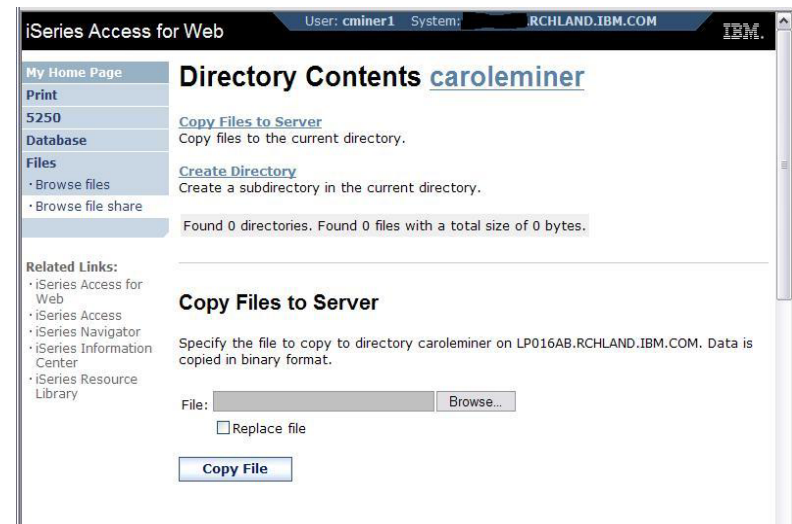 iSeries Access for Web
User: cminer1 System: .RCHLAND.IBM.COM
IBM.
My Home Page
Print
5250
Database
Files
· Browse files
· Browse file share
Related Links:
· iSeries Access for
Web
· iSeries Access
· iSeries Navigator
· iSeries Information
Center
· iSeries Resource
Library
Directory Contents caroleminer
Copy Files to Server
Copy files to the current directory.
Create Directory
Create a subdirectory in the current directory.
Found 0 directories. Found 0 files with a total size of 0 bytes.
Copy Files to Server
Specify the file to copy to directory caroleminer on LP016AB.RCHLAND.IBM.COM. Data is
copied in binary format.
File:
Browse...
Replace file
Copy File